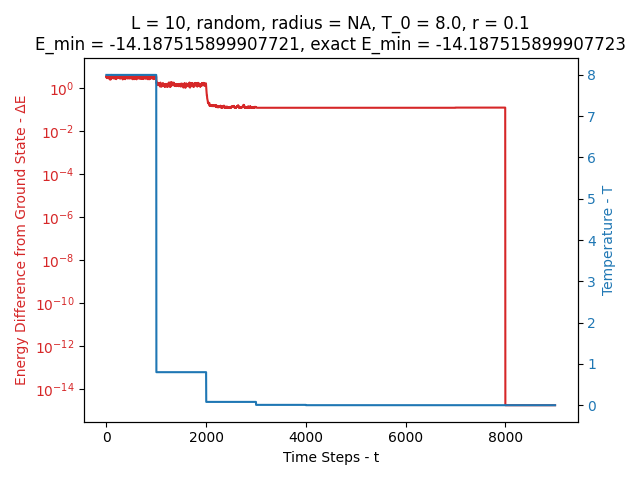 L = 10, random, radius = NA, T_0 = 8.0, r = 0.1
E_min = -14.187515899907721, exact E_min = -14.187515899907723
Energy Difference from Ground State - ΔE
10^0
10^-2
10^-4
10^-6
10^-8
10^-10
10^-12
10^-14
8
7
6
5
4
3
2
1
0
Temperature - T
0 2000 4000 6000 8000
Time Steps - t